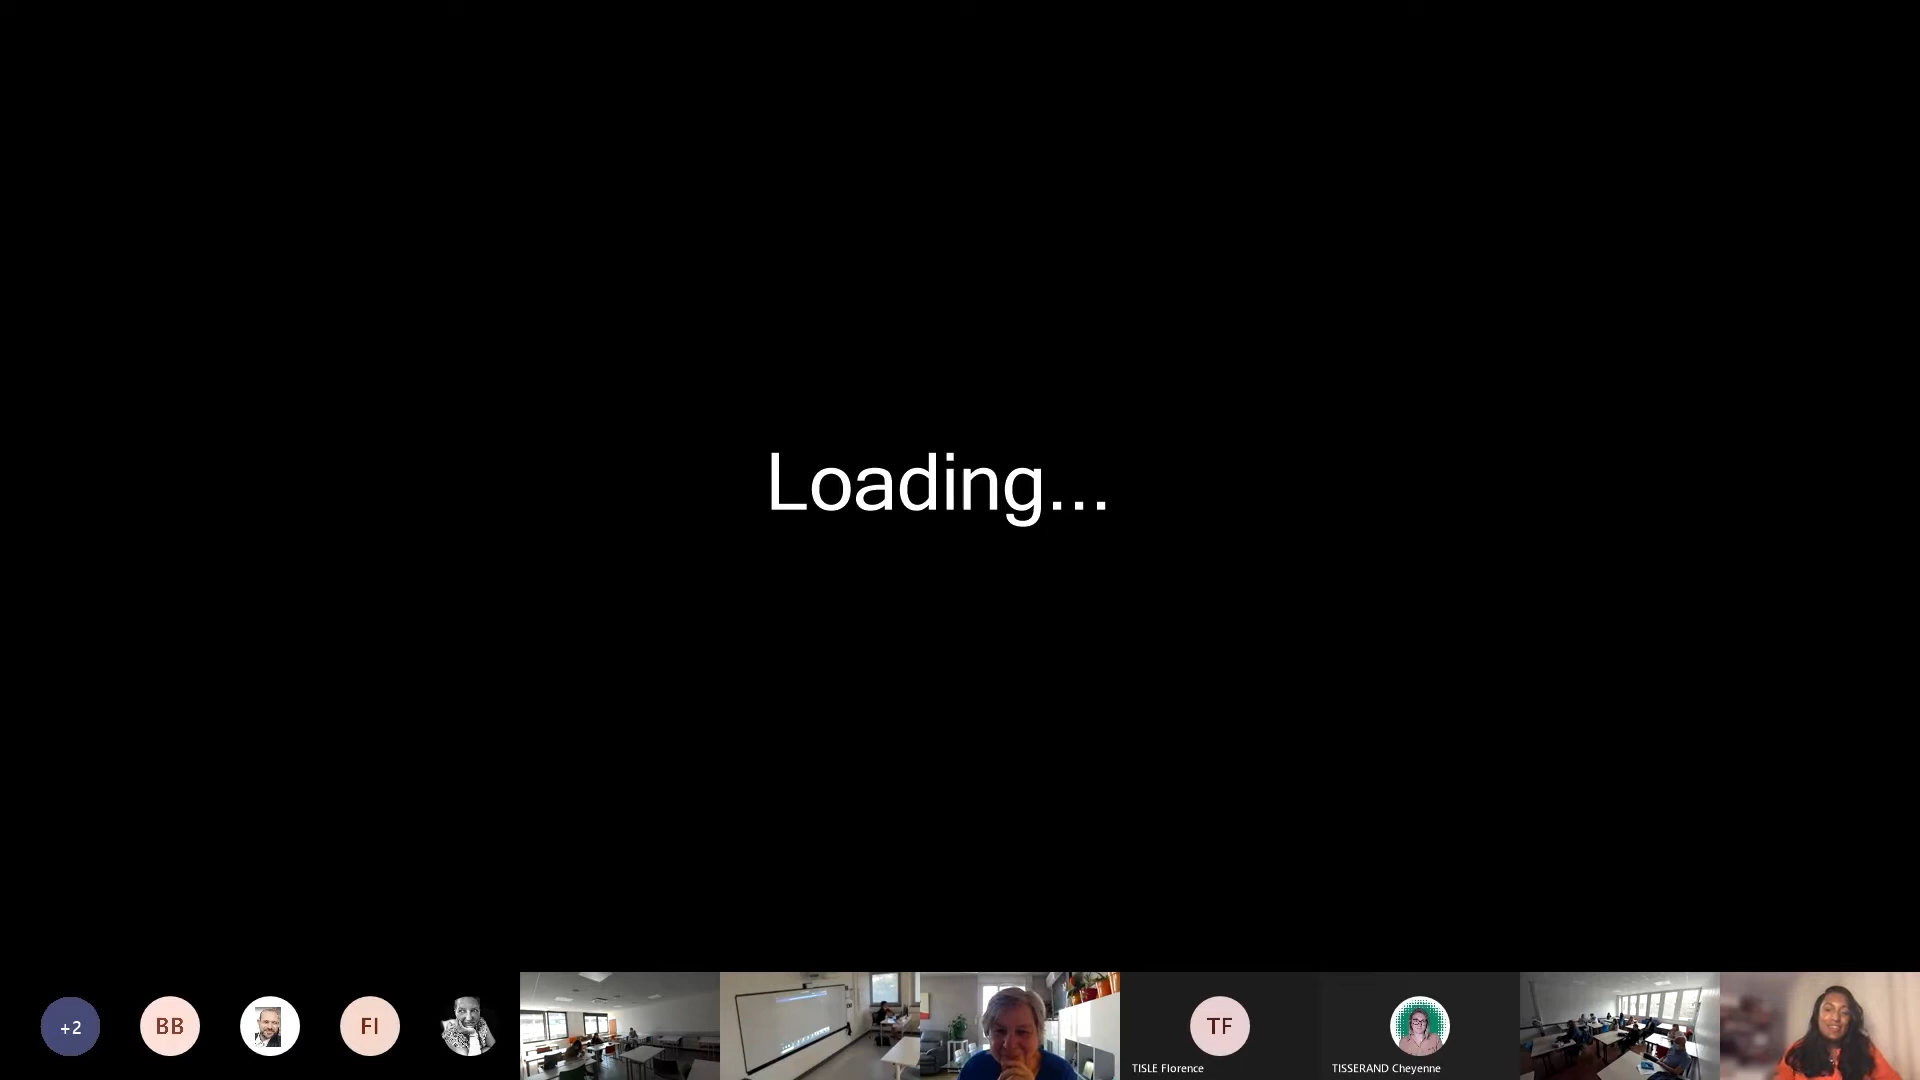 Loading...
+2
BB
FI
TF
TISLE Florence
TISSERAND Cheyenne